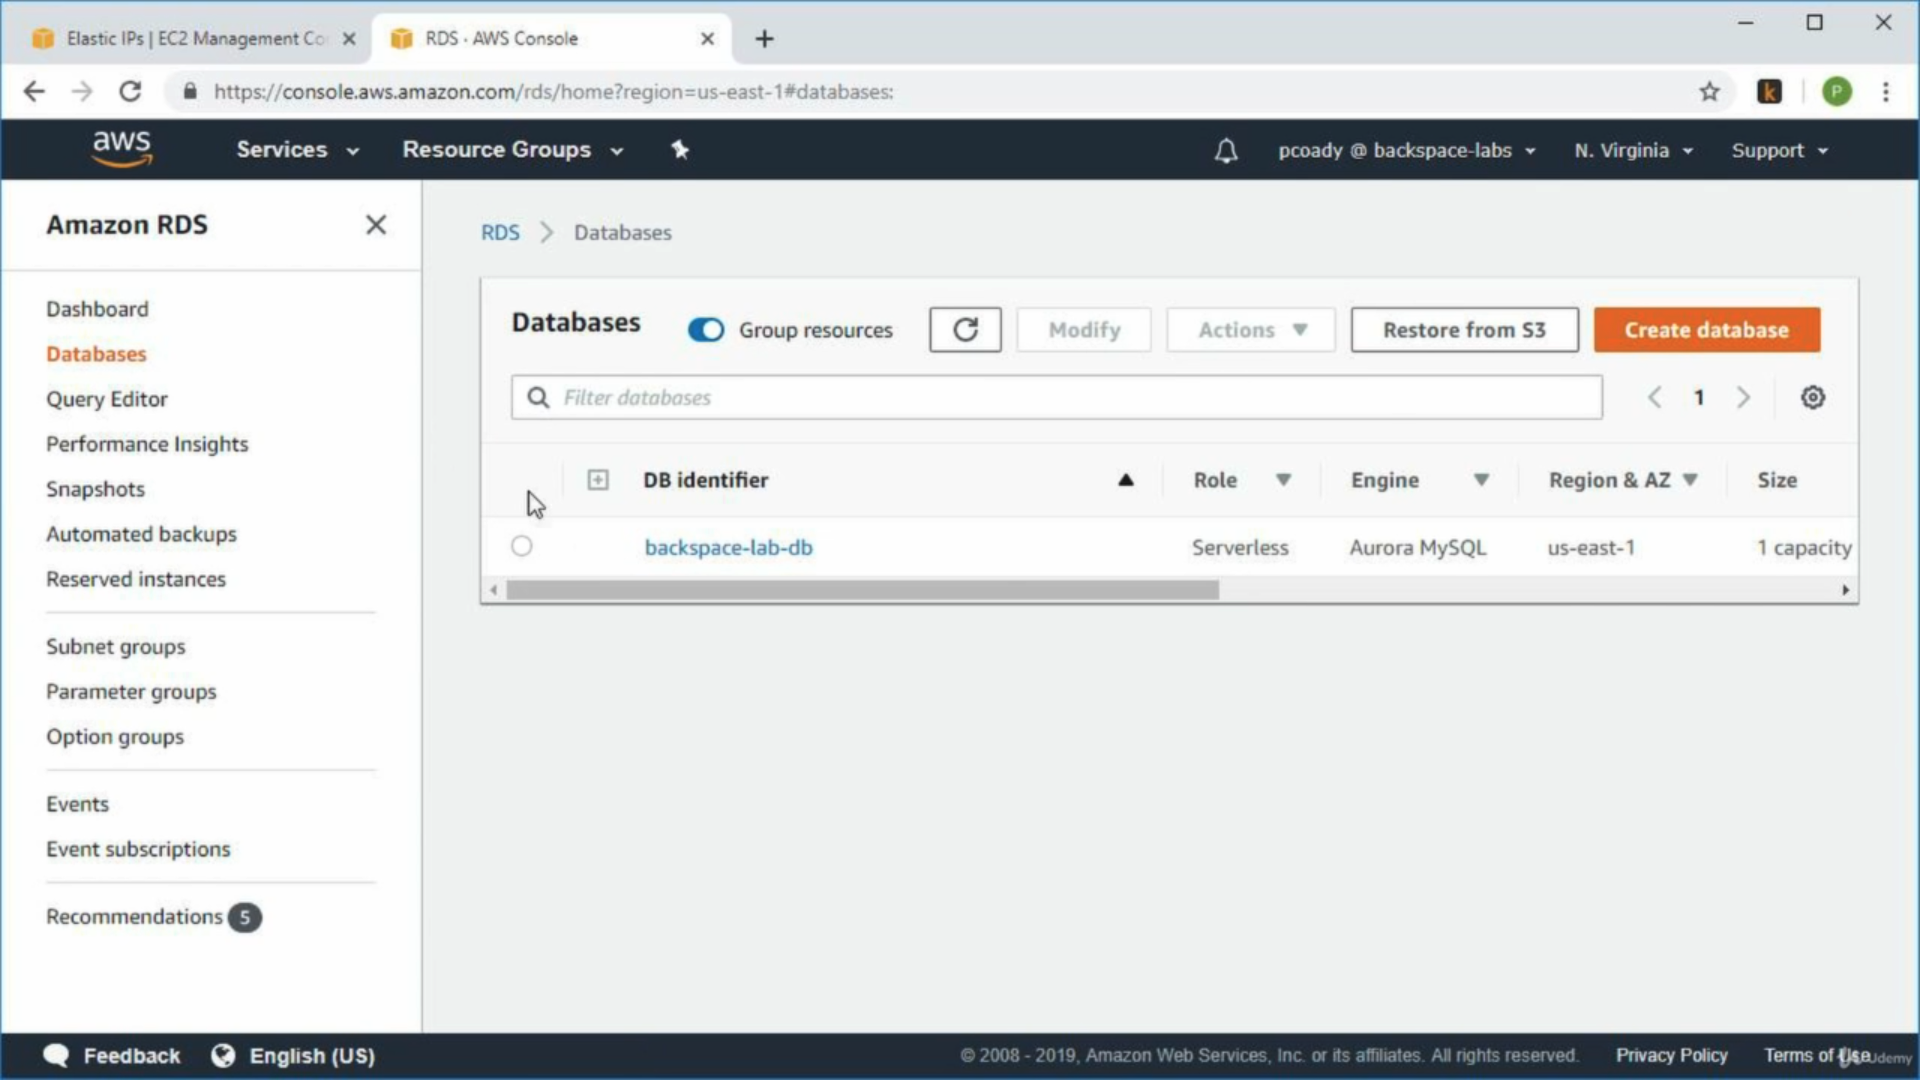 Elastic IPs | EC2 Management Co
RDS · AWS Console
https://console.aws.amazon.com/rds/home?region=us-east-1#databases:
k
P
aws
Services
Resource Groups
pcoady @ backspace-labs
N. Virginia
Support
Amazon RDS
Dashboard
Databases
Query Editor
Performance Insights
Snapshots
Automated backups
Reserved instances
Subnet groups
Parameter groups
Option groups
Events
Event subscriptions
Recommendations 5
RDS > Databases
Databases
Group resources
Modify
Actions
Restore from S3
Create database
Filter databases
1
DB identifier
Role
Engine
Region & AZ
Size
backspace-lab-db
Serverless
Aurora MySQL
us-east-1
1 capacity
Feedback
English (US)
© 2008 - 2019, Amazon Web Services, Inc. or its affiliates. All rights reserved.
Privacy Policy
Terms of Use
Udemy